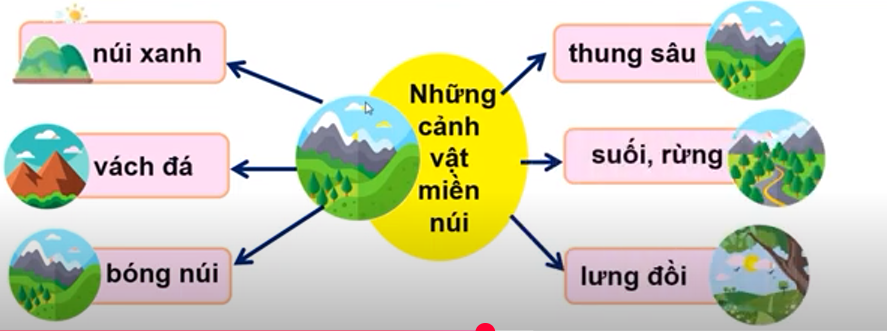 núi xanh
thung sâu
Những
cảnh
vật
miền
núi
vách đá
suối, rừng
bóng núi
lưng đồi